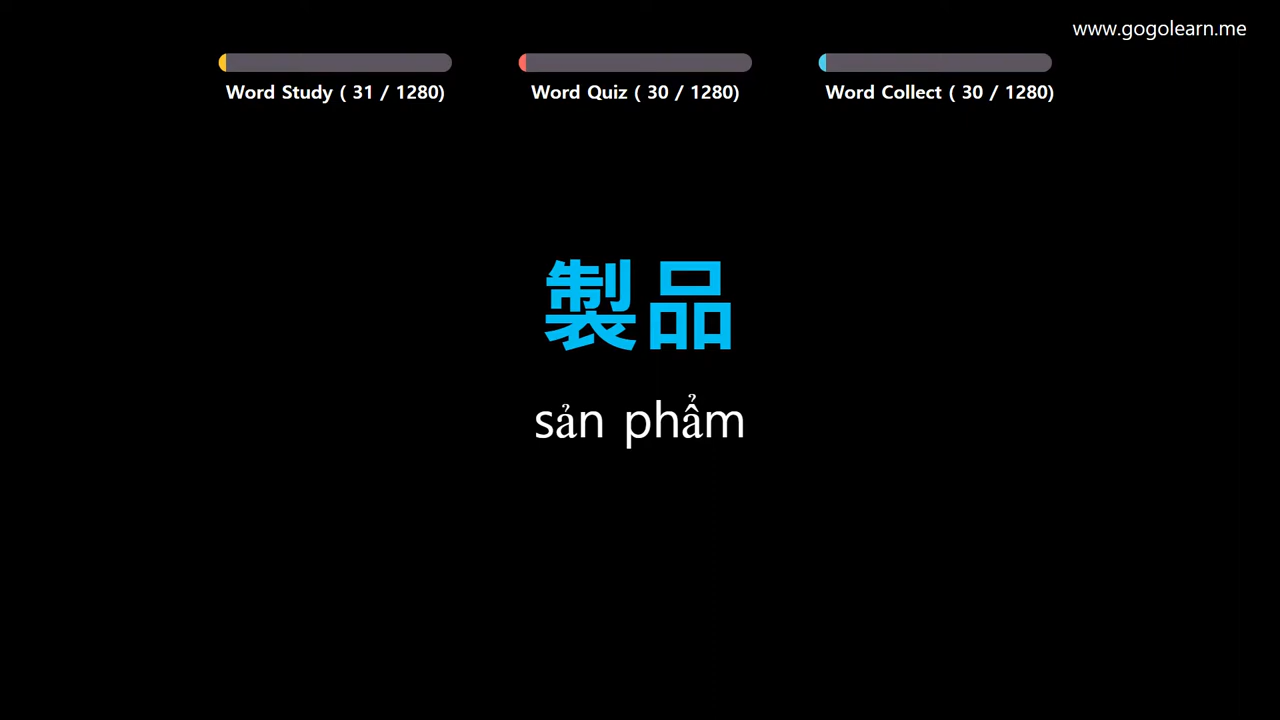 www.gogolearn.me
Word Study ( 31 / 1280)
Word Quiz ( 30 / 1280)
Word Collect ( 30 / 1280)
製品
sản phẩm